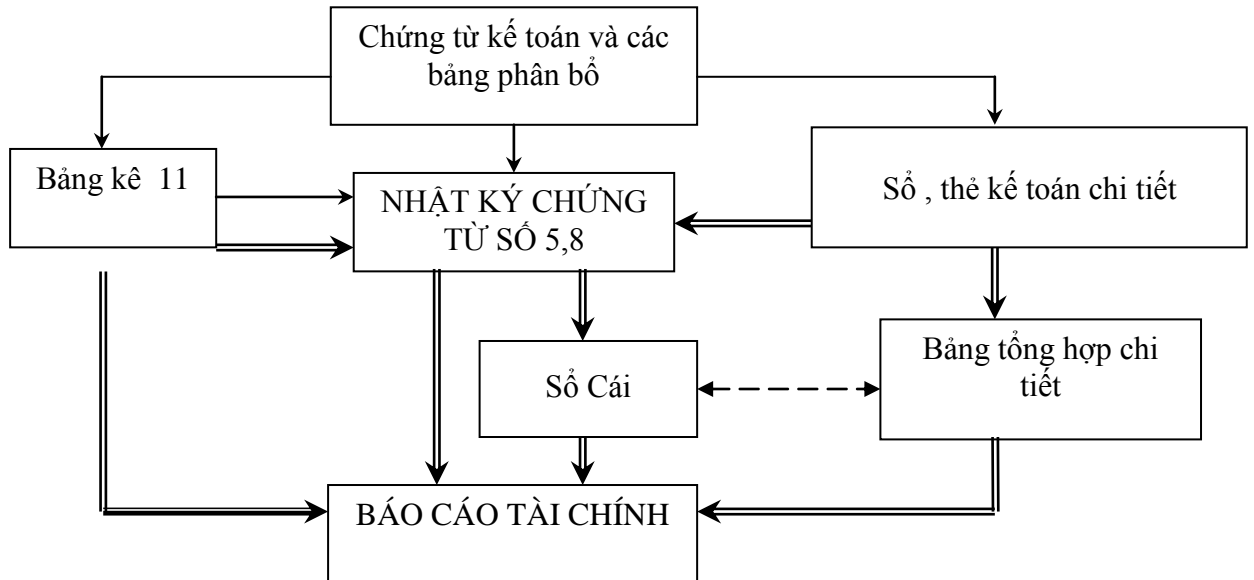 Chứng từ kế toán và các
bảng phân bổ
Bảng kê 11
NHẬT KÝ CHỨNG
TỪ SỐ 5,8
Sổ , thẻ kế toán chi tiết
Sổ Cái
Bảng tổng hợp chi
tiết
BÁO CÁO TÀI CHÍNH